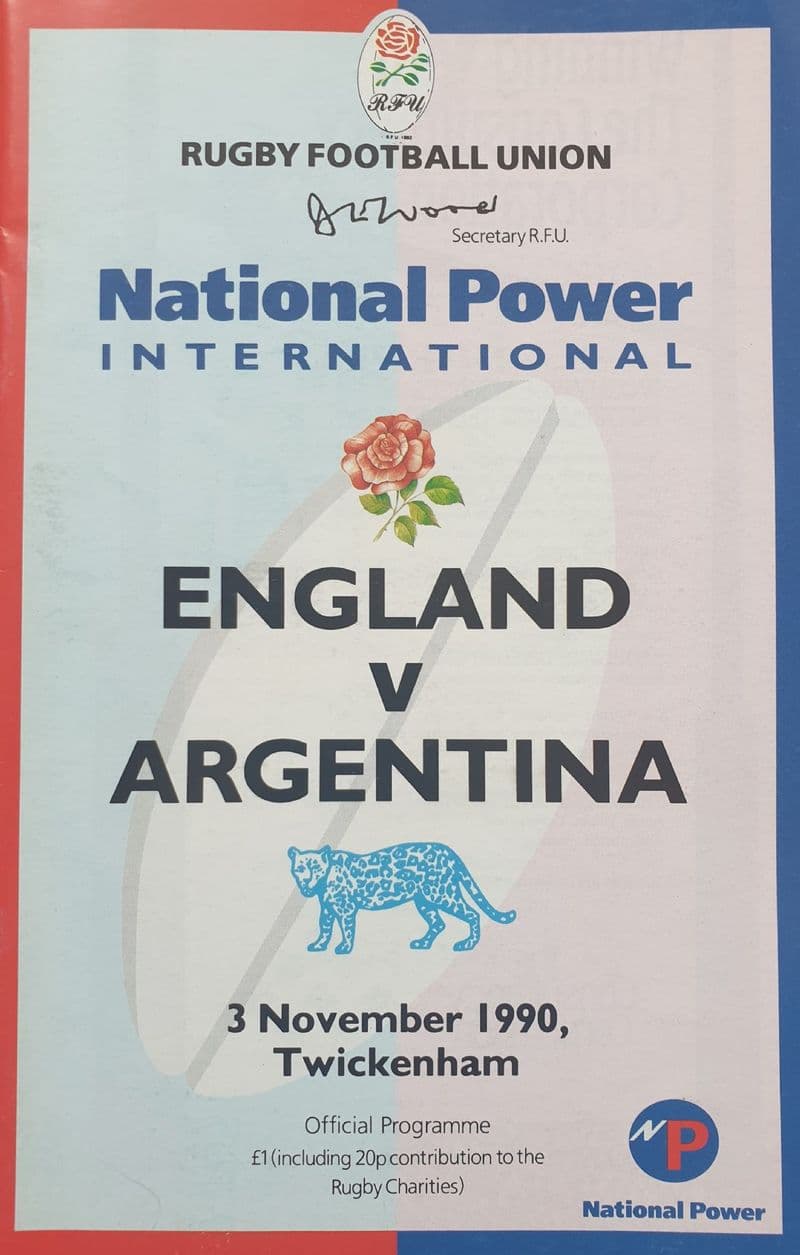 RFU
RUGBY FOOTBALL UNION
Secretary R.F.U.
National Power
INTERNATIONAL
ENGLAND
V
ARGENTINA
3 November 1990,
Twickenham
Official Programme
£1 (including 20p contribution to the
Rugby Charities)
NP
National Power